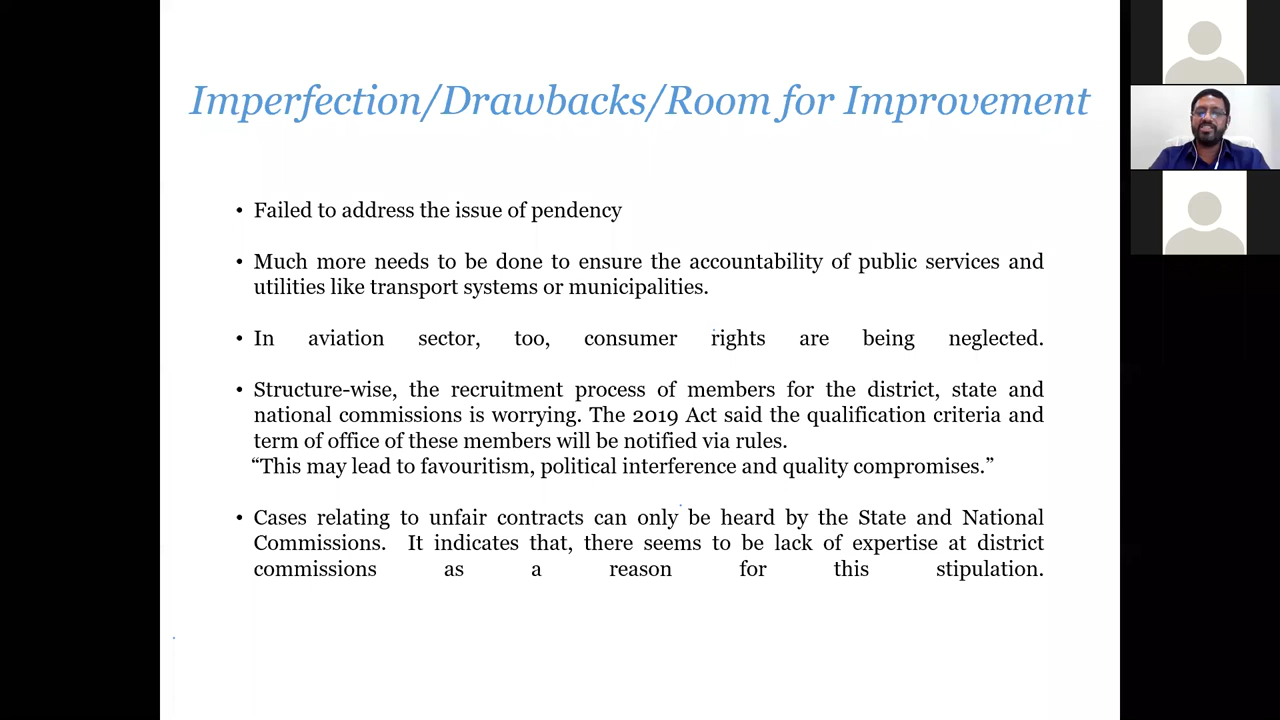 Imperfection/Drawbacks/Room for Improvement
• Failed to address the issue of pendency
• Much more needs to be done to ensure the accountability of public services and
utilities like transport systems or municipalities.
• In aviation sector, too, consumer rights are being neglected.
• Structure-wise, the recruitment process of members for the district, state and
national commissions is worrying. The 2019 Act said the qualification criteria and
term of office of these members will be notified via rules.
“This may lead to favouritism, political interference and quality compromises.”
• Cases relating to unfair contracts can only be heard by the State and National
Commissions. It indicates that, there seems to be lack of expertise at district
commissions as a reason for this stipulation.